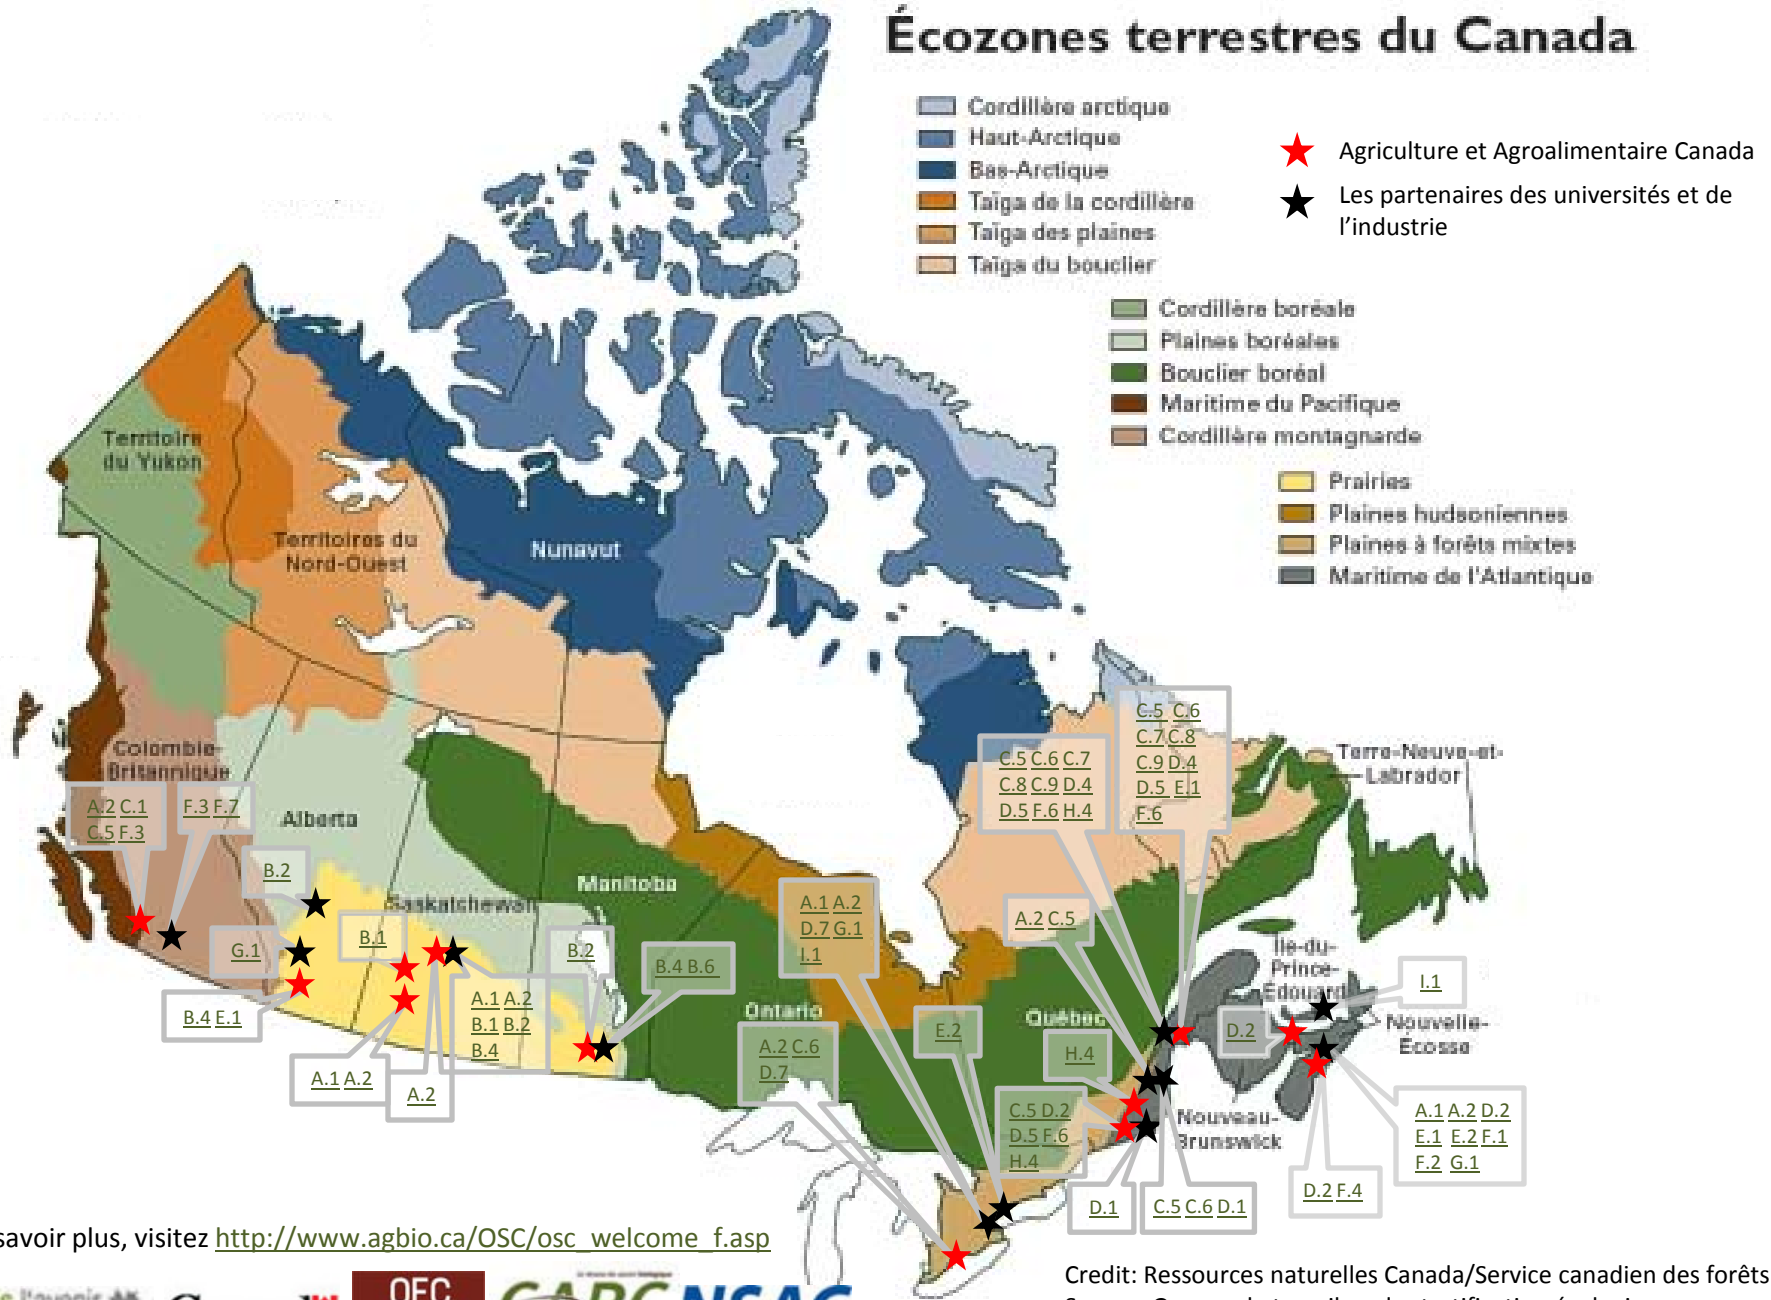 Écozones terrestres du Canada
Cordillère arctique
Haut-Arctique
Bas-Arctique
Taïga de la cordillère
Taïga des plaines
Taïga du bouclier
Agriculture et Agroalimentaire Canada
Les partenaires des universités et de
l'industrie
Cordillère boréale
Plaines boréales
Bouclier boréal
Maritime du Pacifique
Cordillère montagnarde
Prairies
Plaines hudsoniennes
Plaines à forêts mixtes
Maritime de l'Atlantique
Territoire
du Yukon
Territoires du
Nord-Ouest
Nunavut
Colombie-
Britannique
Alberta
Saskatchewan
Manitoba
Ontario
Québec
Terre-Neuve-et-
Labrador
Île-du-
Prince-
Édouard
Nouvelle-
Écosse
Nouveau-
Brunswick
A.2 C.1
C.5 F.3
F.3 F.7
B.2
G.1
B.4 E.1
B.1
A.1 A.2
A.2
A.1 A.2
B.1 B.2
B.4
B.2
B.4 B.6
A.1 A.2
D.7 G.1
I.1
A.2 C.6
D.7
E.2
C.5 C.6 C.7
C.8 C.9 D.4
D.5 F.6 H.4
C.5 C.6
C.7 C.8
C.9 D.4
D.5 E.1
F.6
A.2 C.5
H.4
C.5 D.2
D.5 F.6
H.4
D.1
C.5 C.6 D.1
D.2
I.1
D.2 F.4
A.1 A.2 D.2
E.1 E.2 F.1
F.2 G.1
savoir plus, visitez http://www.agbio.ca/OSC/osc_welcome_f.asp
Credit: Ressources naturelles Canada/Service canadien des forêts